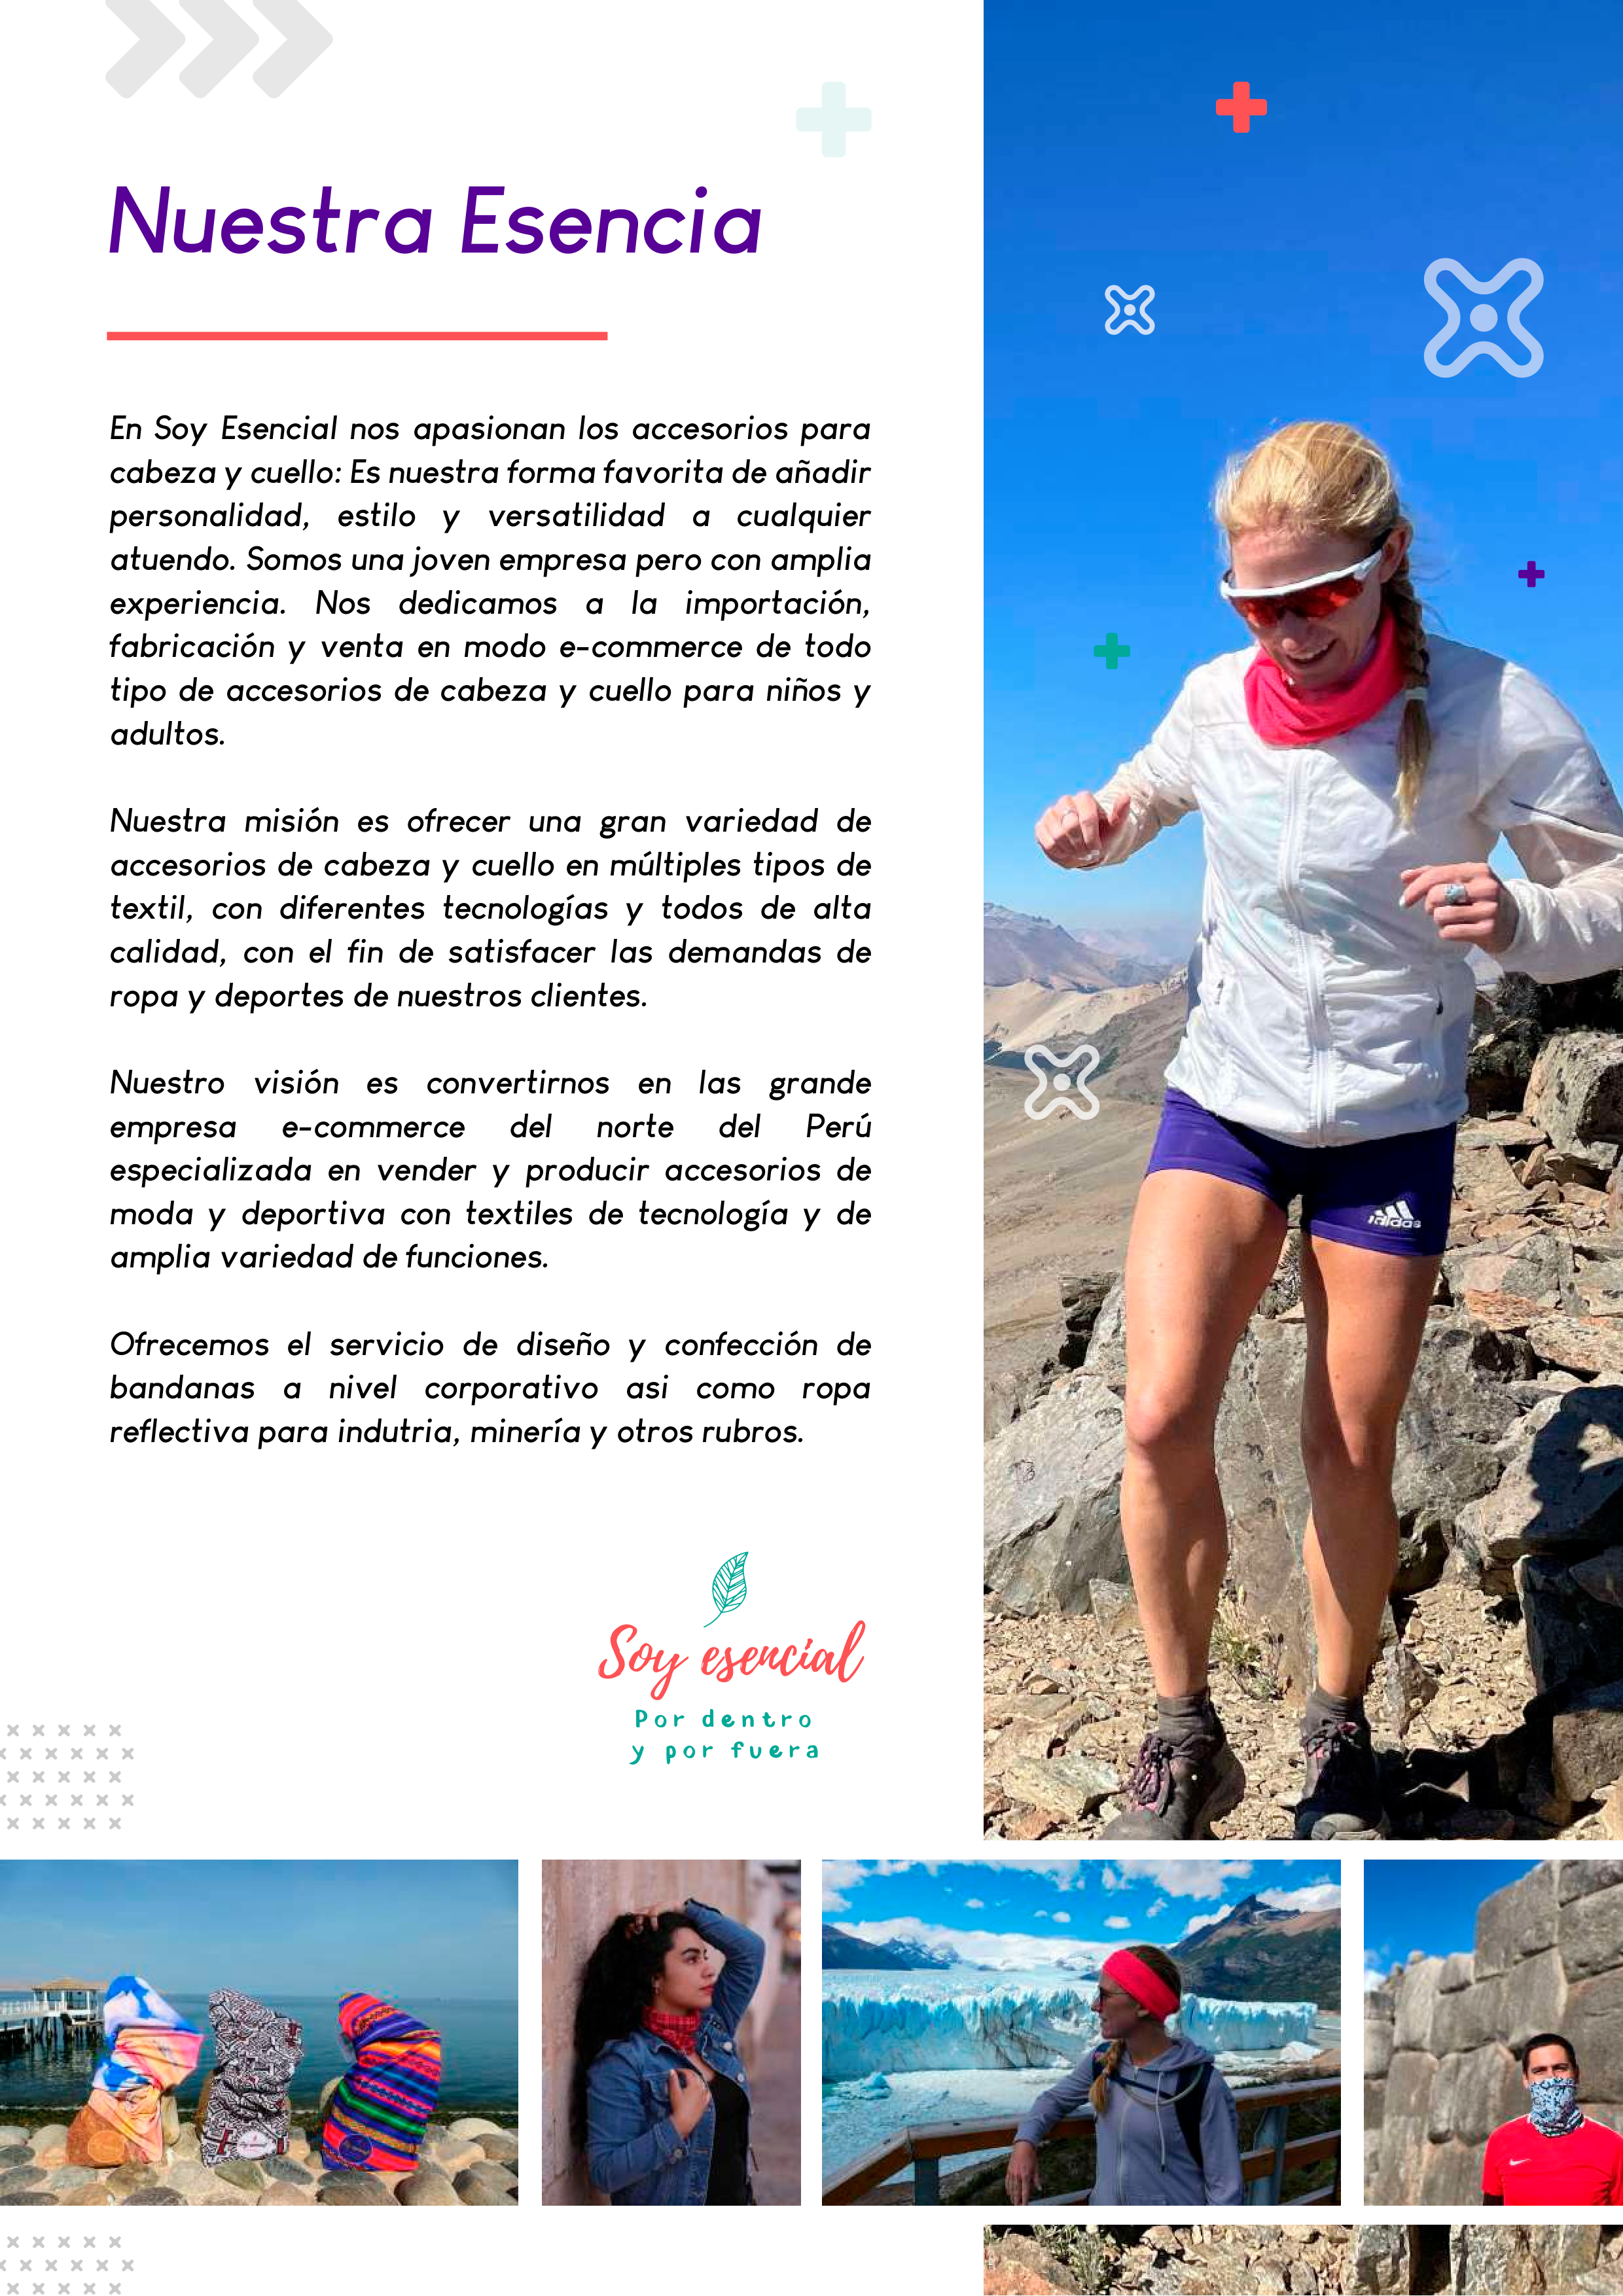 Nuestra Esencia
En Soy Esencial nos apasionan los accesorios para
cabeza y cuello: Es nuestra forma favorita de añadir
personalidad, estilo y versatilidad a cualquier
atuendo. Somos una joven empresa pero con amplia
experiencia. Nos dedicamos a la importación,
fabricación y venta en modo e-commerce de todo
tipo de accesorios de cabeza y cuello para niños y
adultos.
Nuestra misión es ofrecer una gran variedad de
accesorios de cabeza y cuello en múltiples tipos de
textil, con diferentes tecnologías y todos de alta
calidad, con el fin de satisfacer las demandas de
ropa y deportes de nuestros clientes.
Nuestro visión es convertirnos en las grande
empresa e-commerce del norte del Perú
especializada en vender y producir accesorios de
moda y deportiva con textiles de tecnología y de
amplia variedad de funciones.
Ofrecemos el servicio de diseño y confección de
bandanas a nivel corporativo asi como ropa
reflectiva para indutria, minería y otros rubros.
Soy esencial
Por dentro
y por fuera
adidas